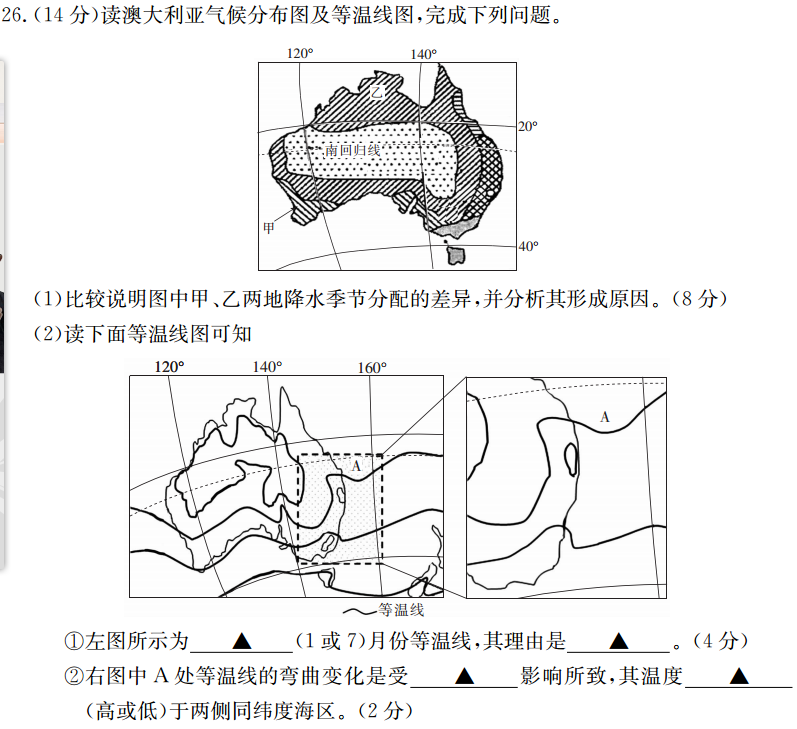 26.(14分)读澳大利亚气候分布图及等温线图,完成下列问题。
120° 140°
乙
20°
南回归线
甲
40°
(1)比较说明图中甲、乙两地降水季节分配的差异,并分析其形成原因。(8分)
(2)读下面等温线图可知
120° 140° 160°
A
A
等温线
①左图所示为▲(1或7)月份等温线,其理由是▲。(4分)
②右图中A处等温线的弯曲变化是受▲影响所致,其温度▲
(高或低)于两侧同纬度海区。(2分)